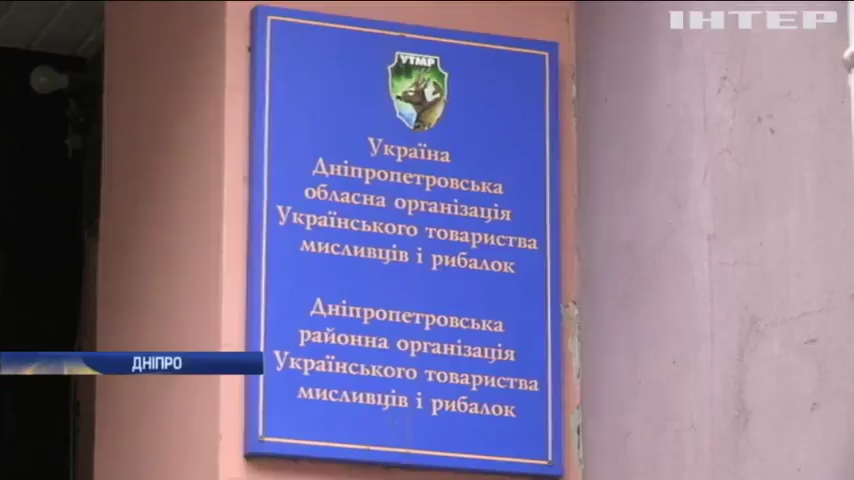 ІНТЕР
УТМР
Україна
Дніпропетровська
обласна організація
Українського товариства
мисливців і рибалок
Дніпропетровська
районна організація
Українського товариства
мисливців і рибалок
ДНІПРО